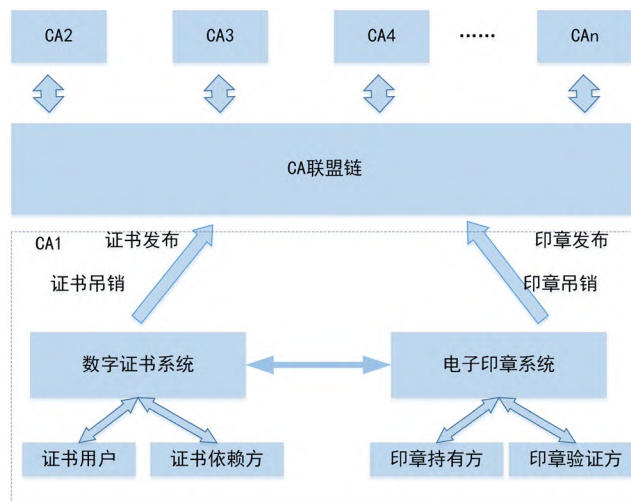 CA2
CA3
CA4
……
CAn
CA联盟链
CA1
证书发布
印章发布
证书吊销
印章吊销
数字证书系统
电子印章系统
证书用户
证书依赖方
印章持有方
印章验证方